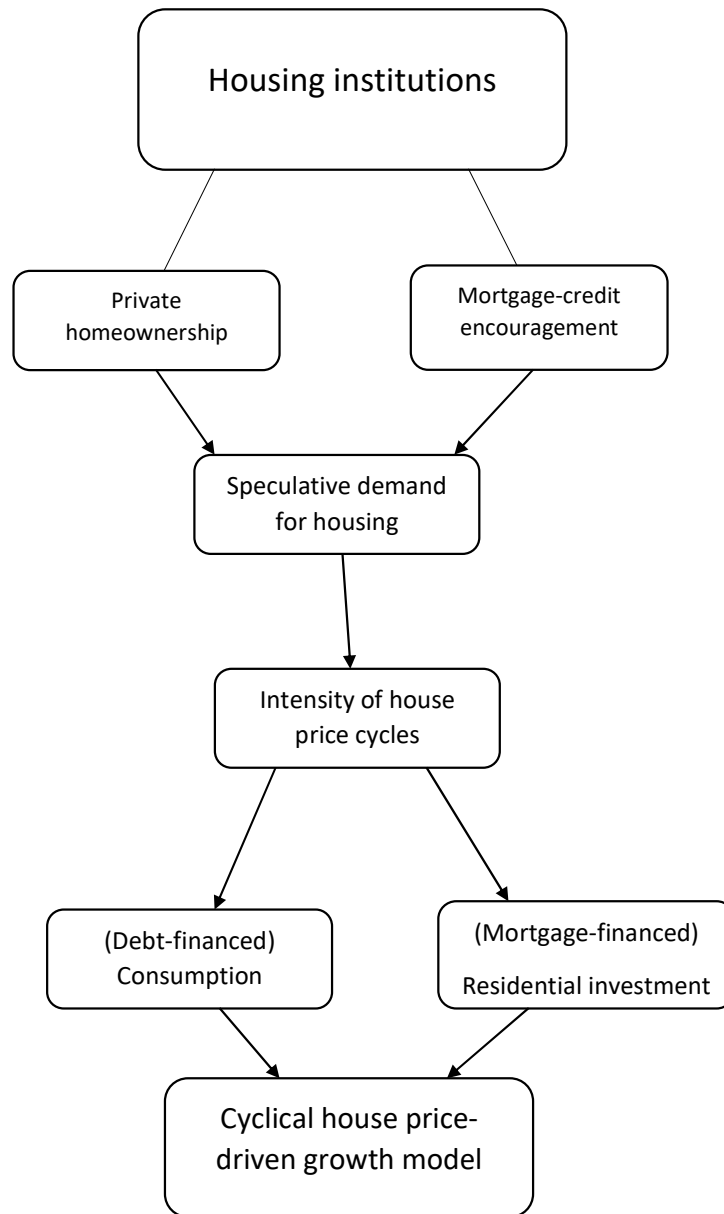 Housing institutions
Private
homeownership
Mortgage-credit
encouragement
Speculative demand
for housing
Intensity of house
price cycles
(Debt-financed)
Consumption
(Mortgage-financed)
Residential investment
Cyclical house price-
driven growth model